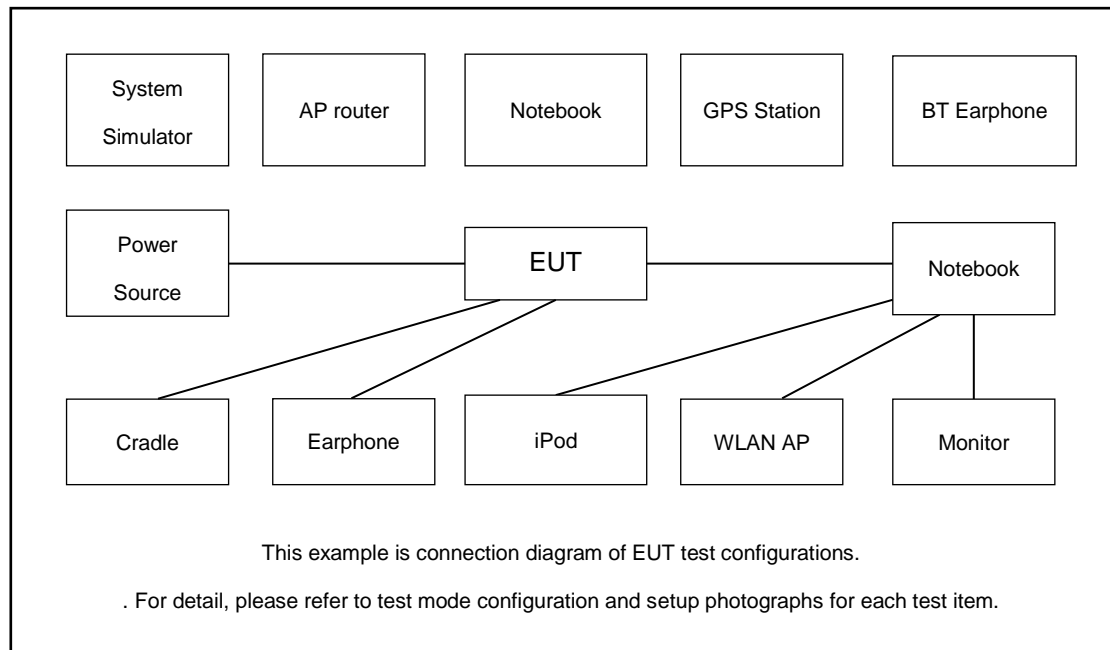 System
Simulator
AP router
Notebook
GPS Station
BT Earphone
Power
Source
EUT
Notebook
Cradle
Earphone
iPod
WLAN AP
Monitor
This example is connection diagram of EUT test configurations.
. For detail, please refer to test mode configuration and setup photographs for each test item.